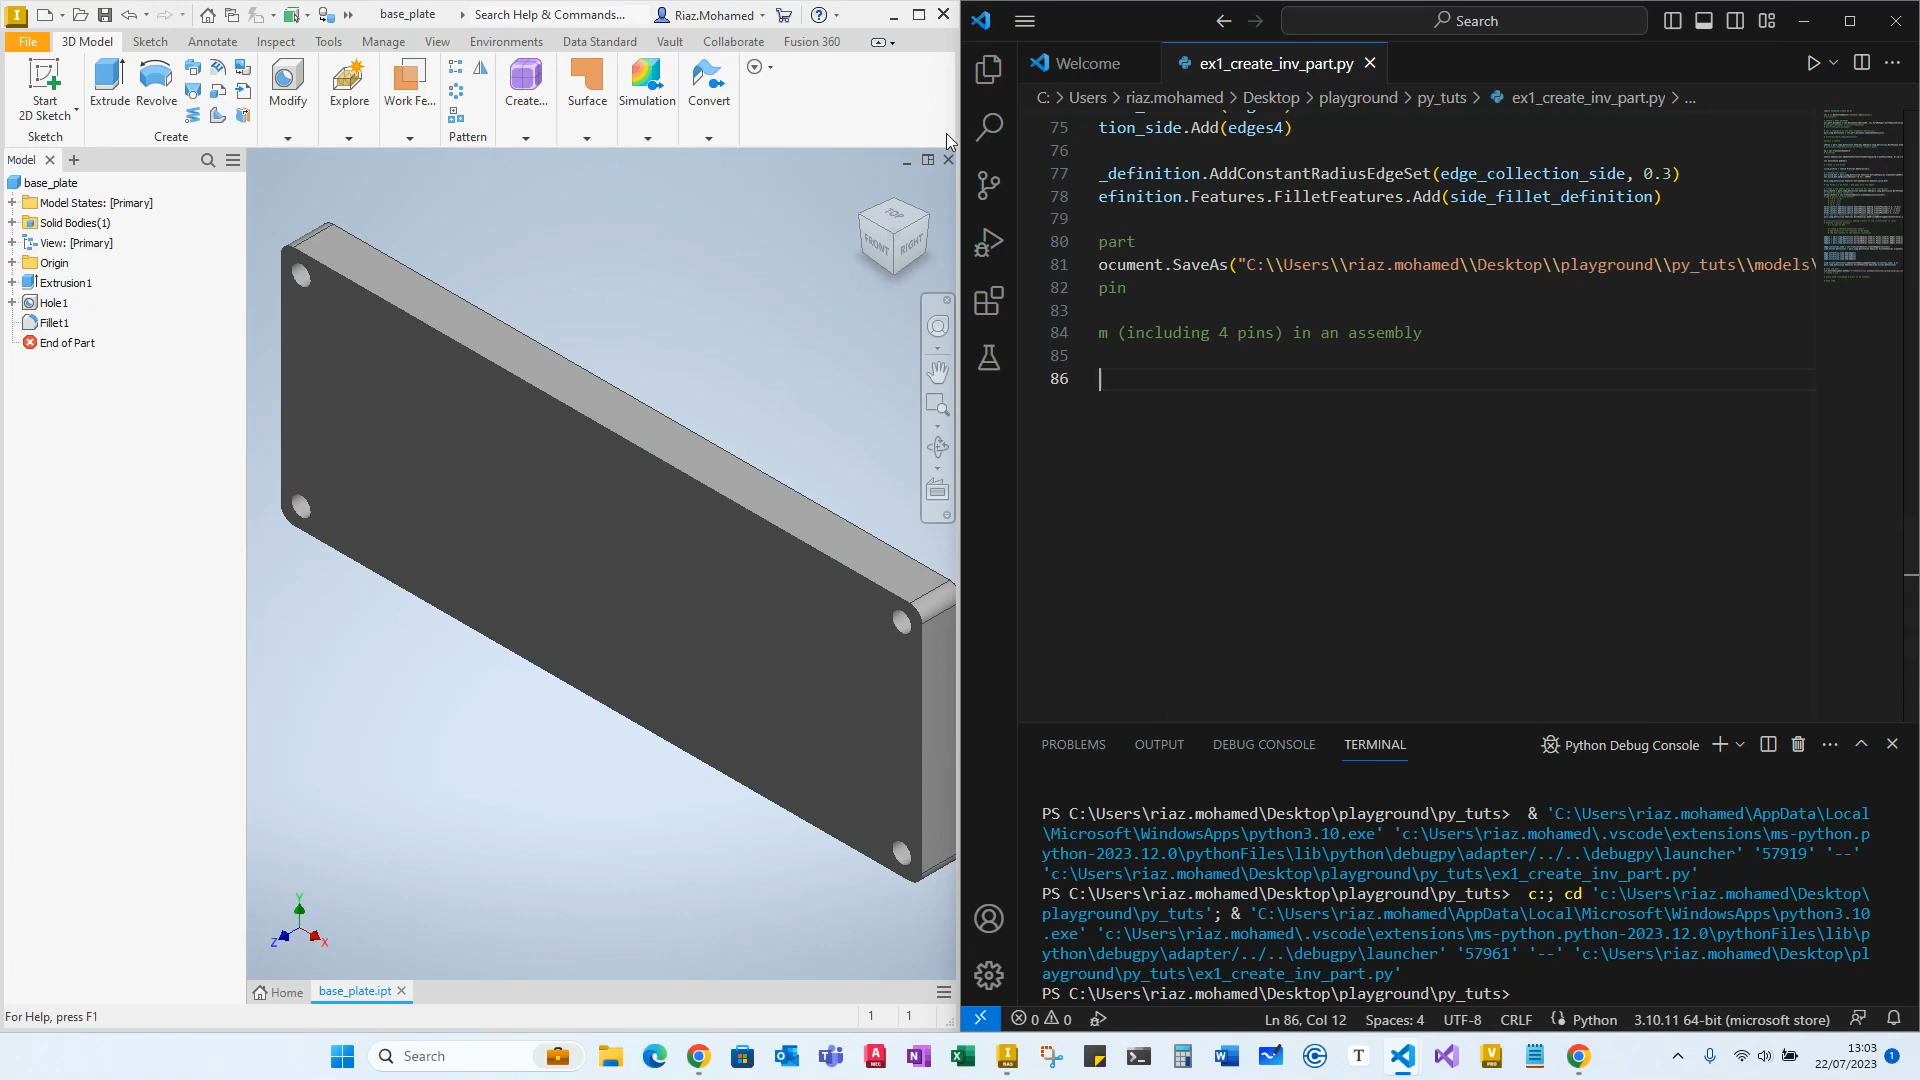 base_plate
Search Help & Commands...
Riaz.Mohamed
File
3D Model
Sketch
Annotate
Inspect
Tools
Manage
View
Environments
Data Standard
Vault
Collaborate
Fusion 360
Start
2D Sketch
Extrude
Revolve
Modify
Explore
Work Fe...
Create...
Surface
Simulation
Convert
Sketch
Create
Pattern
Model
base_plate
Model States: [Primary]
Solid Bodies(1)
View: [Primary]
Origin
Extrusion1
Hole1
Fillet1
End of Part
TOP
FRONT
RIGHT
Y
Z
X
Home
base_plate.ipt
For Help, press F1
1
1
Search
Welcome
ex1_create_inv_part.py
C: > Users > riaz.mohamed > Desktop > playground > py_tuts > ex1_create_inv_part.py > ...
75 tion_side.Add(edges4)
76
77 _definition.AddConstantRadiusEdgeSet(edge_collection_side, 0.3)
78 efinition.Features.FilletFeatures.Add(side_fillet_definition)
79
80 part
81 ocument.SaveAs("C:\\Users\\riaz.mohamed\\Desktop\\playground\\py_tuts\\models\
82 pin
83
84 m (including 4 pins) in an assembly
85
86
PROBLEMS
OUTPUT
DEBUG CONSOLE
TERMINAL
Python Debug Console
PS C:\Users\riaz.mohamed\Desktop\playground\py_tuts> & 'C:\Users\riaz.mohamed\AppData\Local
\Microsoft\WindowsApps\python3.10.exe' 'c:\Users\riaz.mohamed\.vscode\extensions\ms-python.p
ython-2023.12.0\pythonFiles\lib\python\debugpy\adapter/../..\debugpy\launcher' '57919' '--'
'c:\Users\riaz.mohamed\Desktop\playground\py_tuts\ex1_create_inv_part.py'
PS C:\Users\riaz.mohamed\Desktop\playground\py_tuts> c:; cd 'c:\Users\riaz.mohamed\Desktop\
playground\py_tuts'; & 'C:\Users\riaz.mohamed\AppData\Local\Microsoft\WindowsApps\python3.10
.exe' 'c:\Users\riaz.mohamed\.vscode\extensions\ms-python.python-2023.12.0\pythonFiles\lib\p
ython\debugpy\adapter/../..\debugpy\launcher' '57961' '--' 'c:\Users\riaz.mohamed\Desktop\pl
ayground\py_tuts\ex1_create_inv_part.py'
PS C:\Users\riaz.mohamed\Desktop\playground\py_tuts>
0 0
Ln 86, Col 12
Spaces: 4
UTF-8
CRLF
Python
3.10.11 64-bit (microsoft store)
Search
13:03
22/07/2023
1